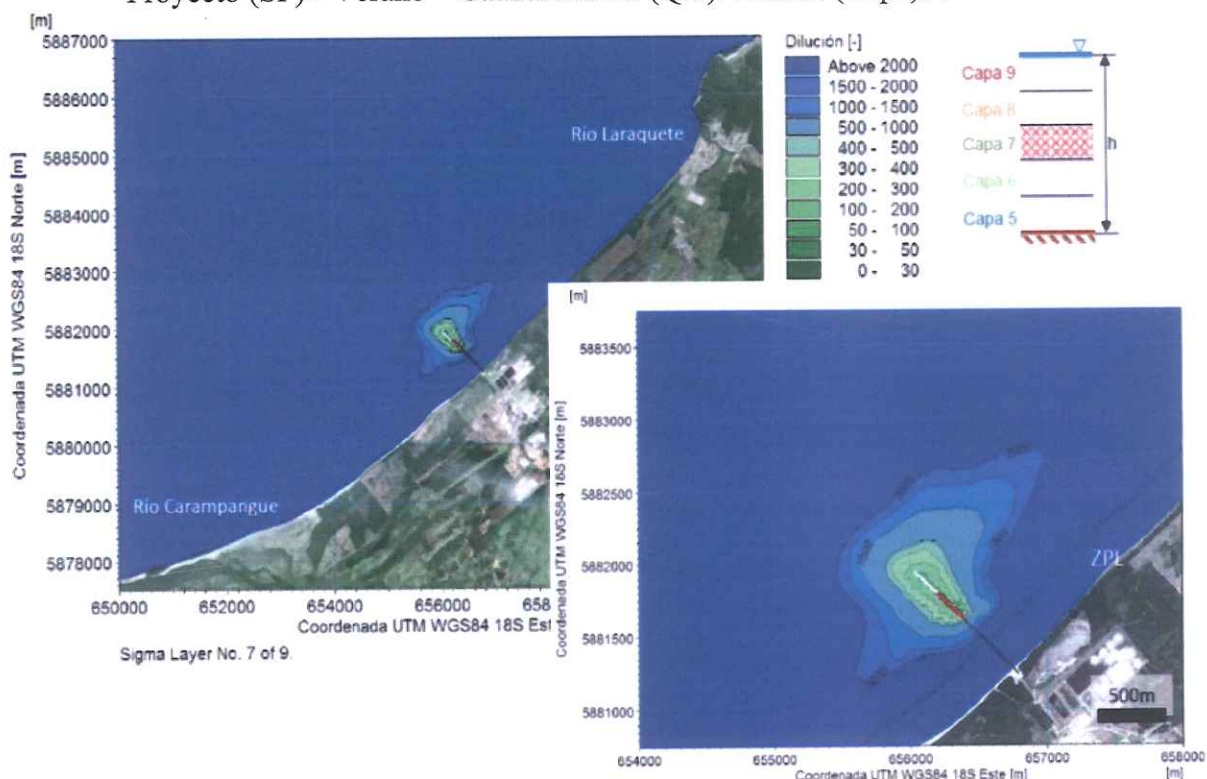 [m]
5887000
5886000
5885000
5884000
5883000
5882000
5881000
5880000
5879000
5878000
Coordenada UTM WGS84 18S Norte [m]
Río Laraquete
Río Carampangue
650000
652000
654000
656000
658
Coordenada UTM WGS84 18S Est
Sigma Layer No. 7 of 9.
Dilución [-]
Above 2000
1500 - 2000
1000 - 1500
500 - 1000
400 - 500
300 - 400
200 - 300
100 - 200
50 - 100
30 - 50
0 - 30
Capa 9
Capa 8
Capa 7
Capa 6
Capa 5
h
[m]
5883500
5883000
5882500
5882000
5881500
5881000
Coordenada UTM WGS84 18S Norte [m]
ZPL
500m
654000
655000
656000
657000
658000
Coordenada UTM WGS84 18S Este [m]
[m]